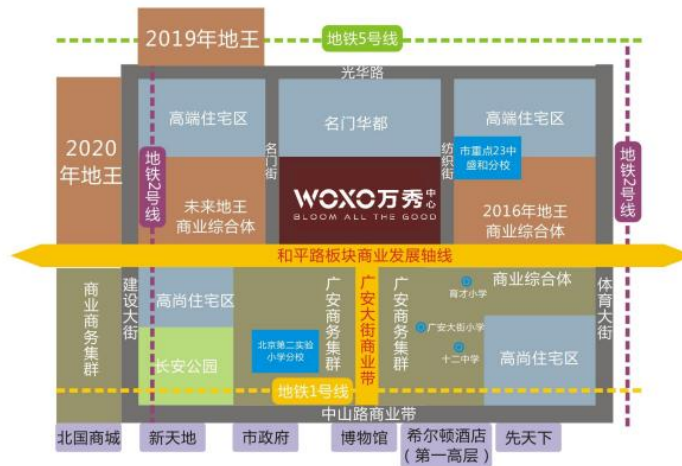 2019年地王
地铁5号线
光华路
高端住宅区
名门华都
高端住宅区
2020
年地王
地铁2号线
名门街
纺织街
市重点23中
盛和分校
地铁2号线
未来地王
商业综合体
WOXO万秀中心
BLOOM ALL THE GOOD
2016年地王
商业综合体
和平路板块商业发展轴线
商业商务集群
建设大街
高尚住宅区
广安商务集群
广安大街商业带
广安商务集群
商业综合体
育才小学
体育大街
北京第二实验
小学分校
广安大街小学
十二中学
长安公园
高尚住宅区
地铁1号线
中山路商业带
北国商城
新天地
市政府
博物馆
希尔顿酒店
（第一高层）
先天下